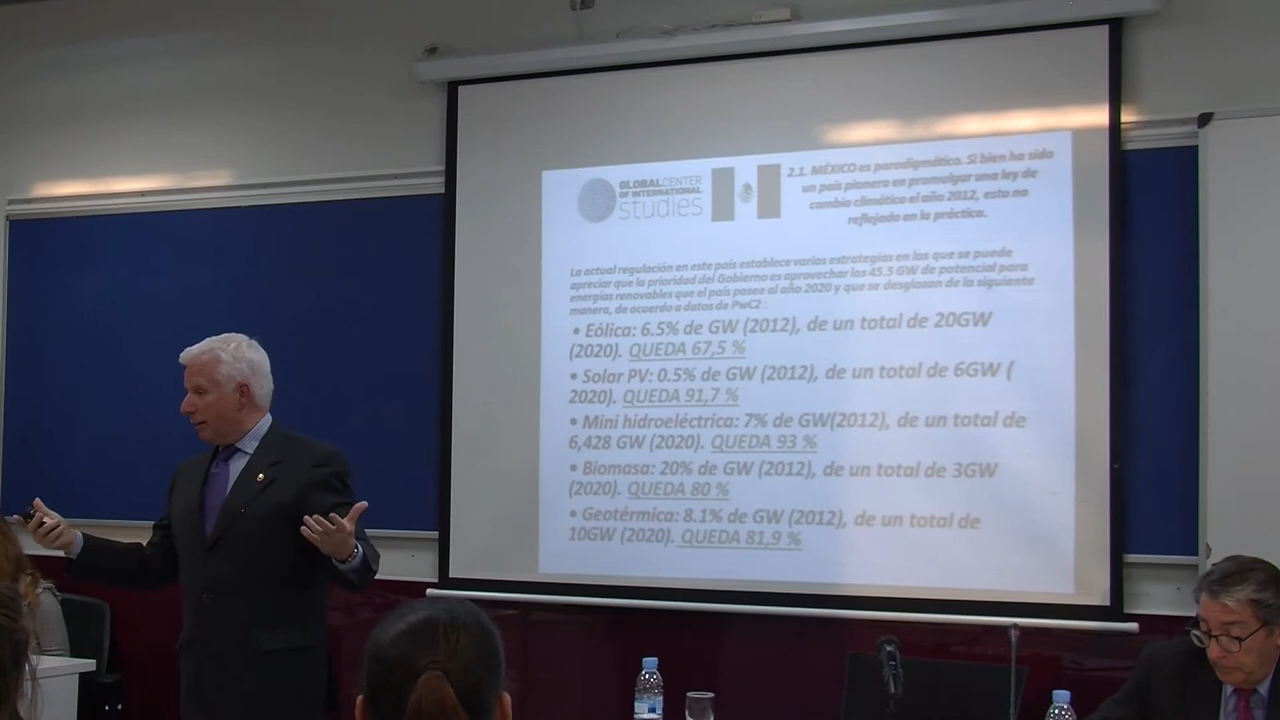 GLOBALCENTER
OF INTERNATIONAL
studies
2.1. MÉXICO es paradigmático. Si bien ha sido
un país pionero en promulgar una ley de
cambio climático el año 2012, esto no
reflejado en la práctica.
La actual regulación en este país establece varias estrategias en las que se puede
apreciar que la prioridad del Gobierno es aprovechar los 45.5 GW de potencial para
energías renovables que el país posee al año 2020 y que se desglosan de la siguiente
manera, de acuerdo a datos de PwC2 :
• Eólica: 6.5% de GW (2012), de un total de 20GW
(2020). QUEDA 67,5 %
• Solar PV: 0.5% de GW (2012), de un total de 6GW (
2020). QUEDA 91,7 %
• Mini hidroeléctrica: 7% de GW(2012), de un total de
6,428 GW (2020). QUEDA 93 %
• Biomasa: 20% de GW (2012), de un total de 3GW
(2020). QUEDA 80 %
• Geotérmica: 8.1% de GW (2012), de un total de
10GW (2020). QUEDA 81,9 %